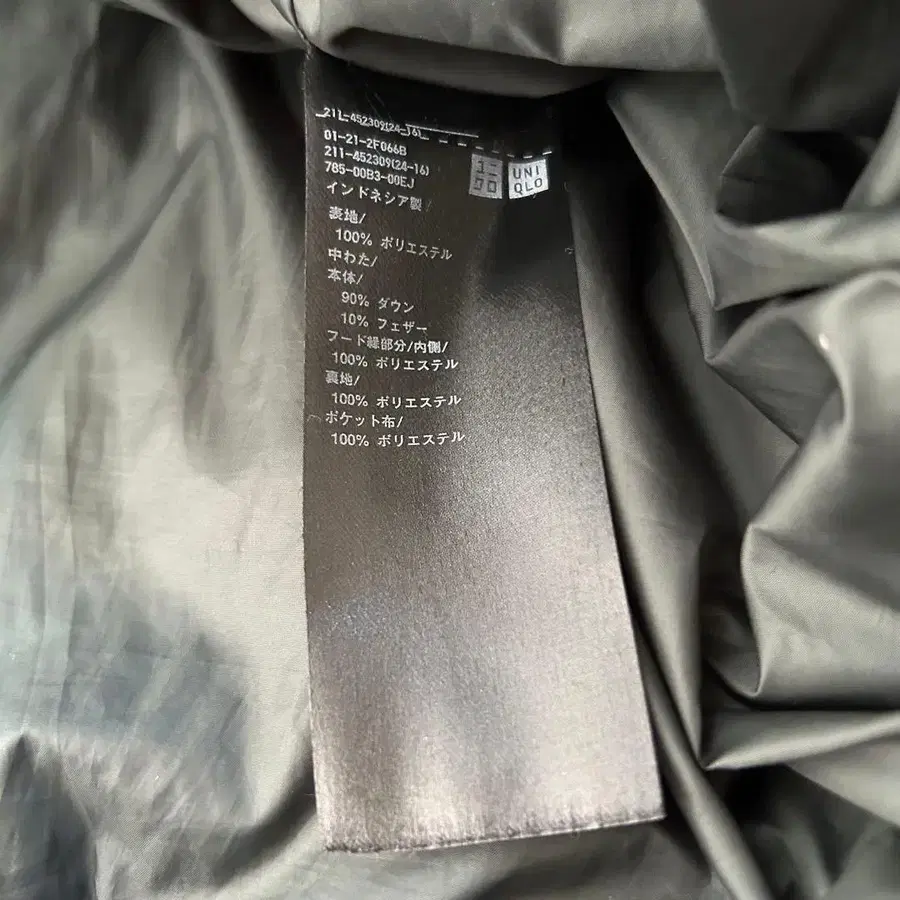 211-452309(24-16)
01-21-2F066B
211-452309(24-16)
785-00B3-00EJ
ユニクロ
UNI
QLO
インドネシア製/
表地/
100% ポリエステル
中わた/
本体/
90% ダウン
10% フェザー
フード縁部分/内側/
100% ポリエステル
裏地/
100% ポリエステル
ポケット布/
100% ポリエステル